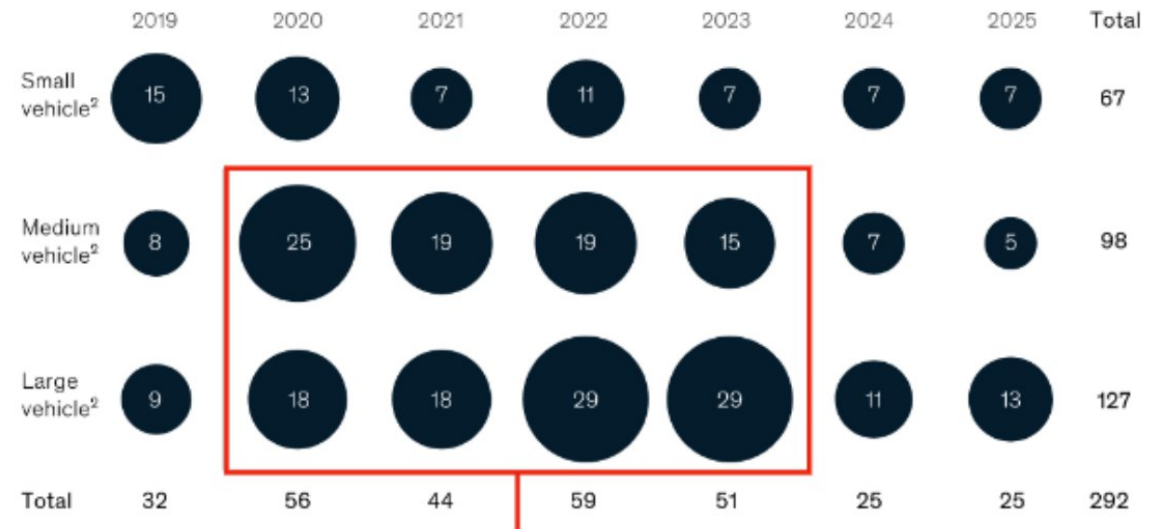 2019 2020 2021 2022 2023 2024 2025 Total
Small
vehicle² 15 13 7 11 7 7 7 67
Medium
vehicle² 8 25 19 19 15 7 5 98
Large
vehicle² 9 18 18 29 29 11 13 127
Total 32 56 44 59 51 25 25 292